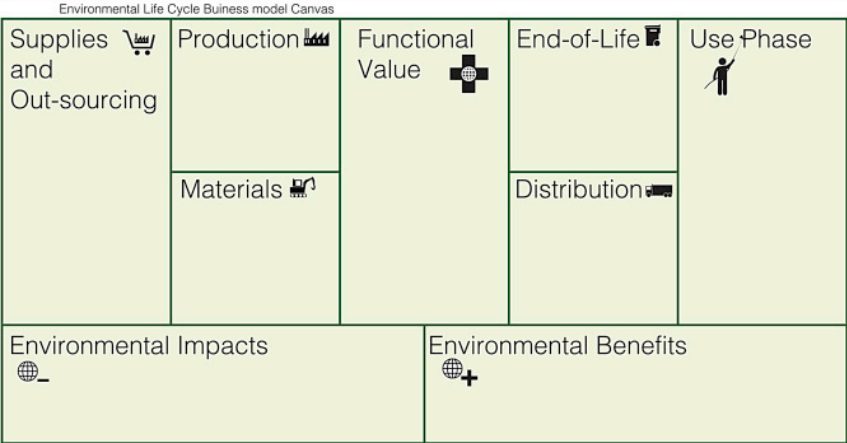 Environmental Life Cycle Buiness model Canvas
Supplies
and
Out-sourcing
Production
Materials
Functional
Value
End-of-Life
Distribution
Use Phase
Environmental Impacts
Environmental Benefits